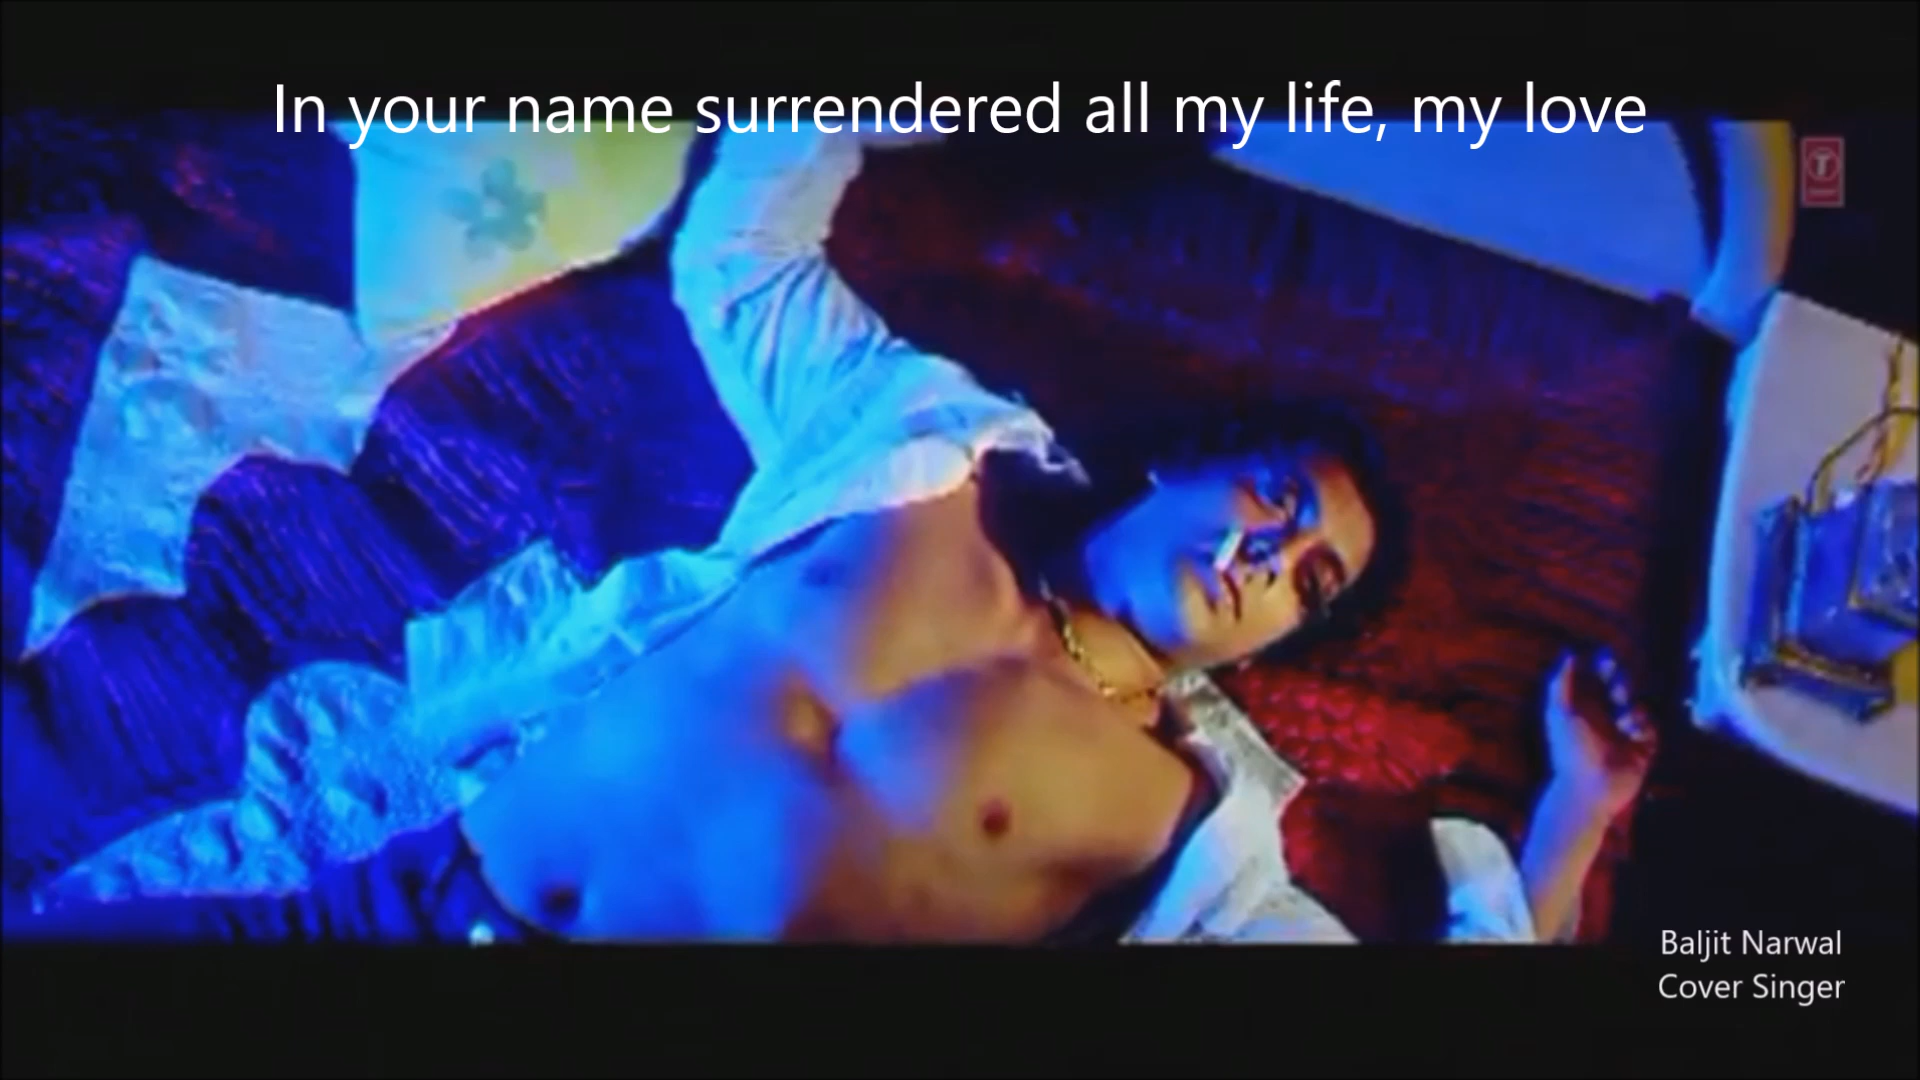 In your name surrendered all my life, my love
T
Baljit Narwal
Cover Singer